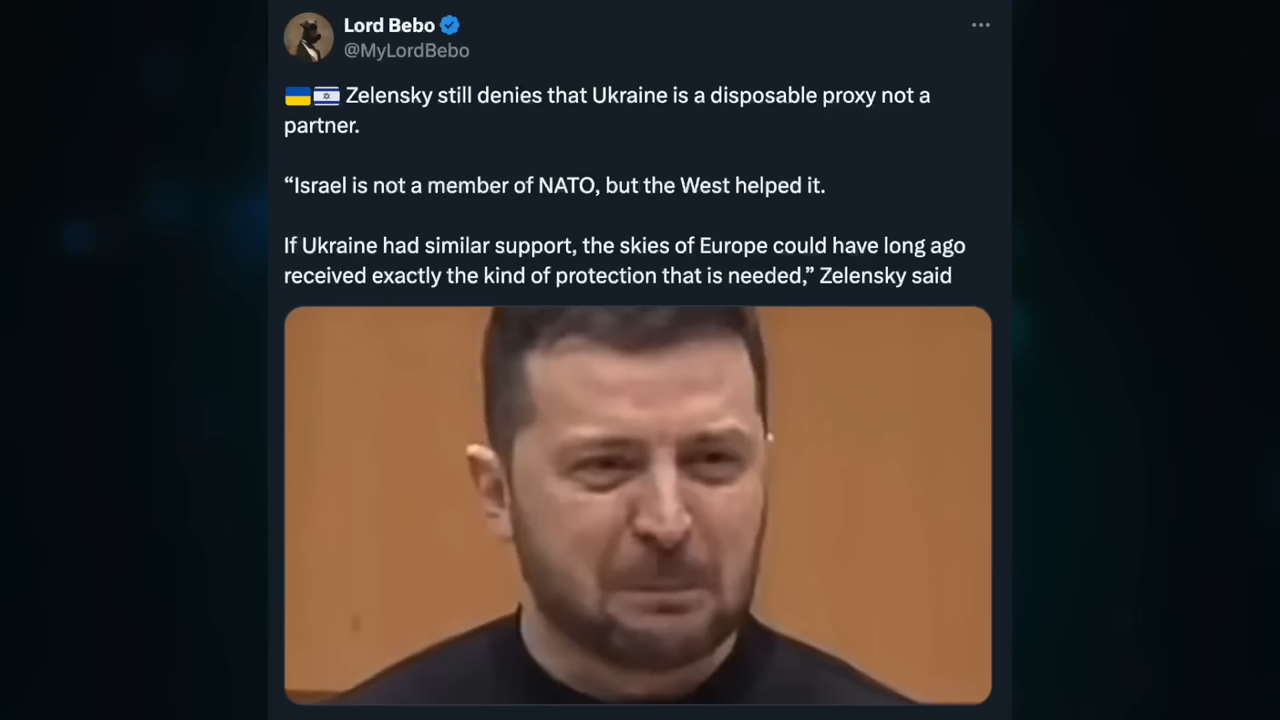 Lord Bebo
@MyLordBebo
🇺🇦🇮🇱 Zelensky still denies that Ukraine is a disposable proxy not a
partner.
“Israel is not a member of NATO, but the West helped it.
If Ukraine had similar support, the skies of Europe could have long ago
received exactly the kind of protection that is needed,” Zelensky said